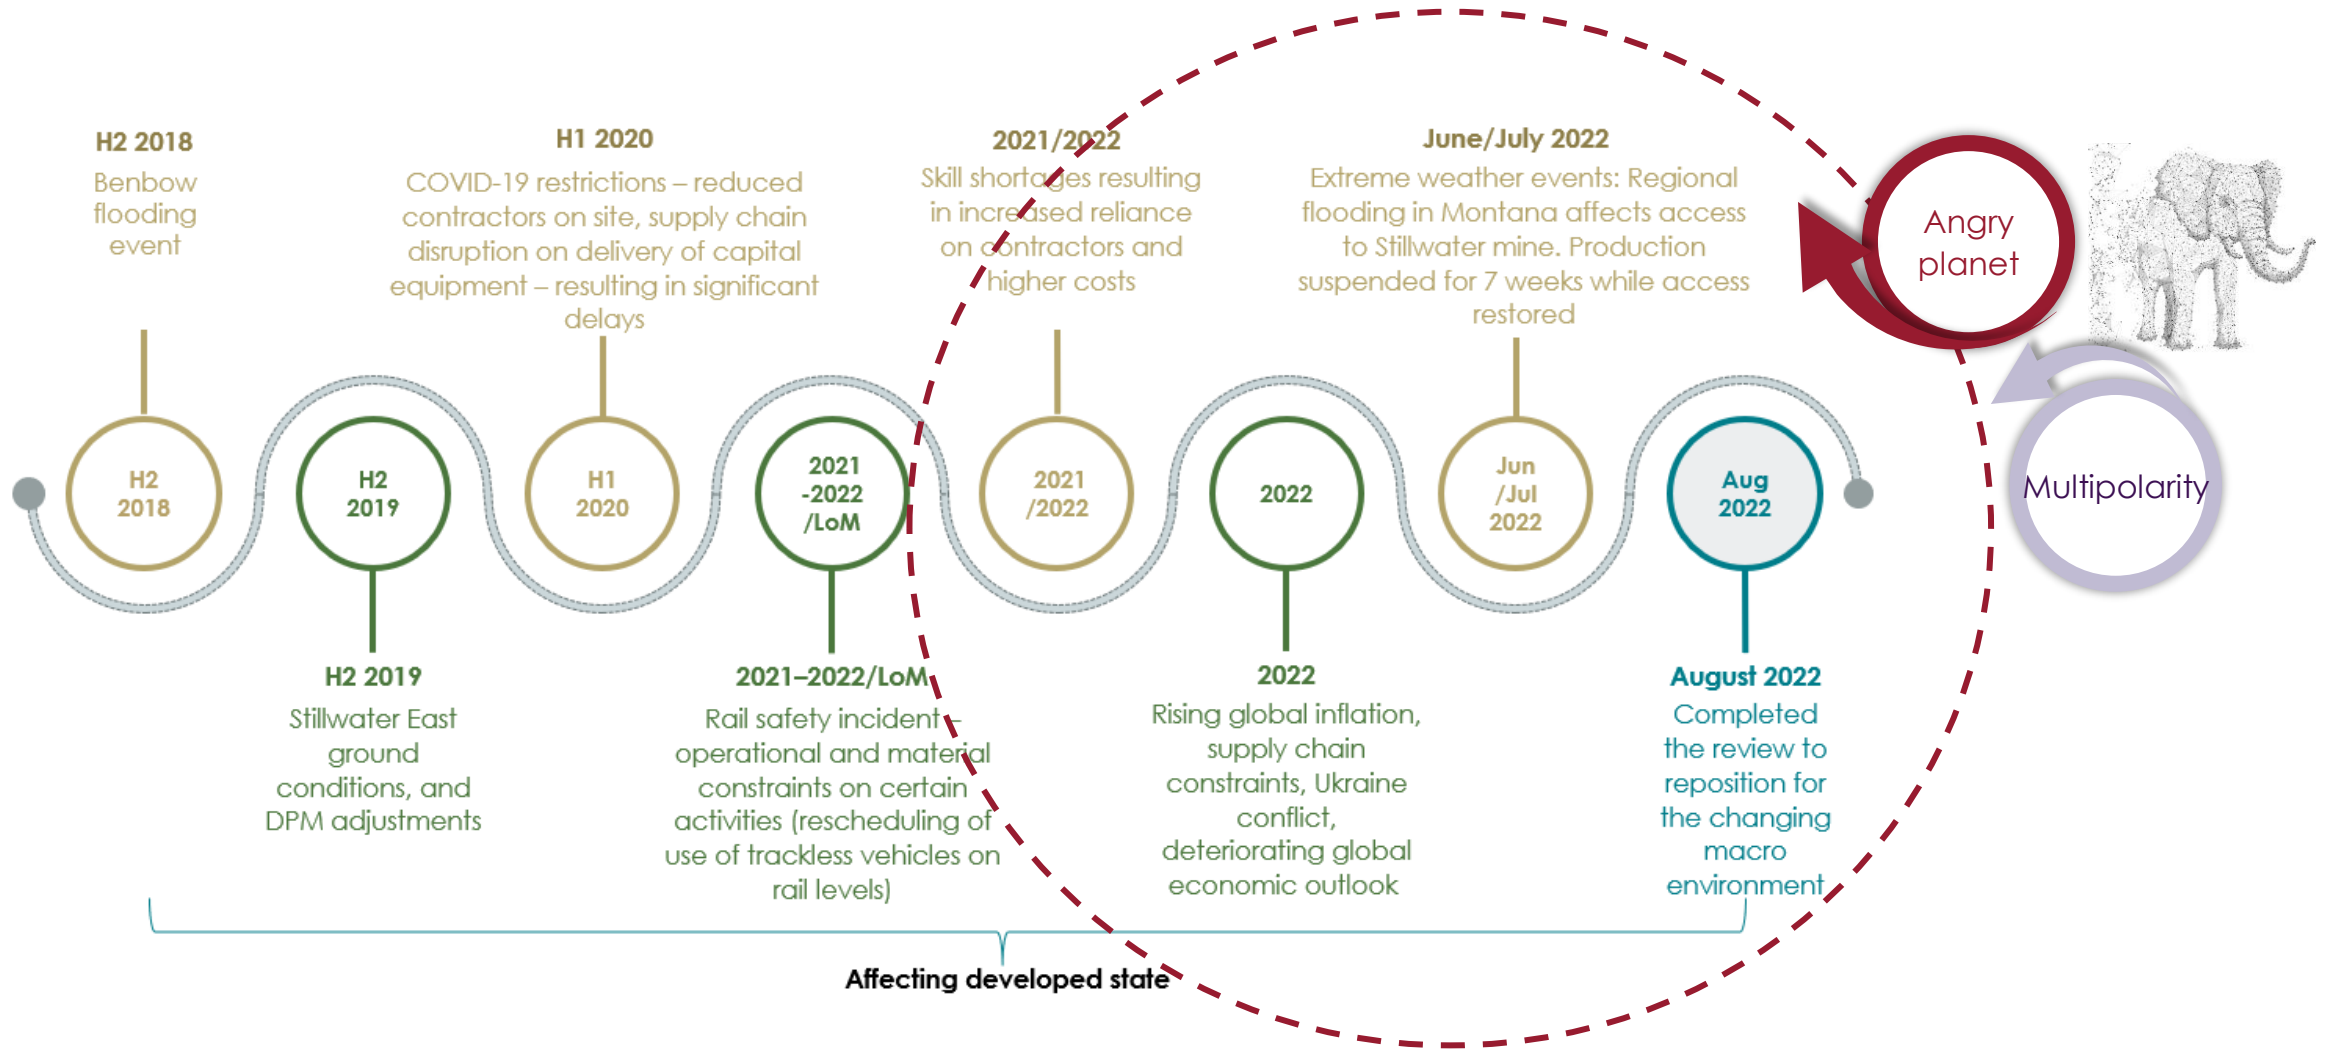 H2 2018
Benbow
flooding
event
H1 2020
COVID-19 restrictions – reduced
contractors on site, supply chain
disruption on delivery of capital
equipment – resulting in significant
delays
2021/2022
Skill shortages resulting
in increased reliance
on contractors and
higher costs
June/July 2022
Extreme weather events: Regional
flooding in Montana affects access
to Stillwater mine. Production
suspended for 7 weeks while access
restored
Angry
planet
Multipolarity
H2
2018
H2
2019
H1
2020
2021
-2022
/LoM
2021
/2022
2022
Jun
/Jul
2022
Aug
2022
H2 2019
Stillwater East
ground
conditions, and
DPM adjustments
2021–2022/LoM
Rail safety incident –
operational and material
constraints on certain
activities (rescheduling of
use of trackless vehicles on
rail levels)
2022
Rising global inflation,
supply chain
constraints, Ukraine
conflict,
deteriorating global
economic outlook
August 2022
Completed
the review to
reposition for
the changing
macro
environment
Affecting developed state